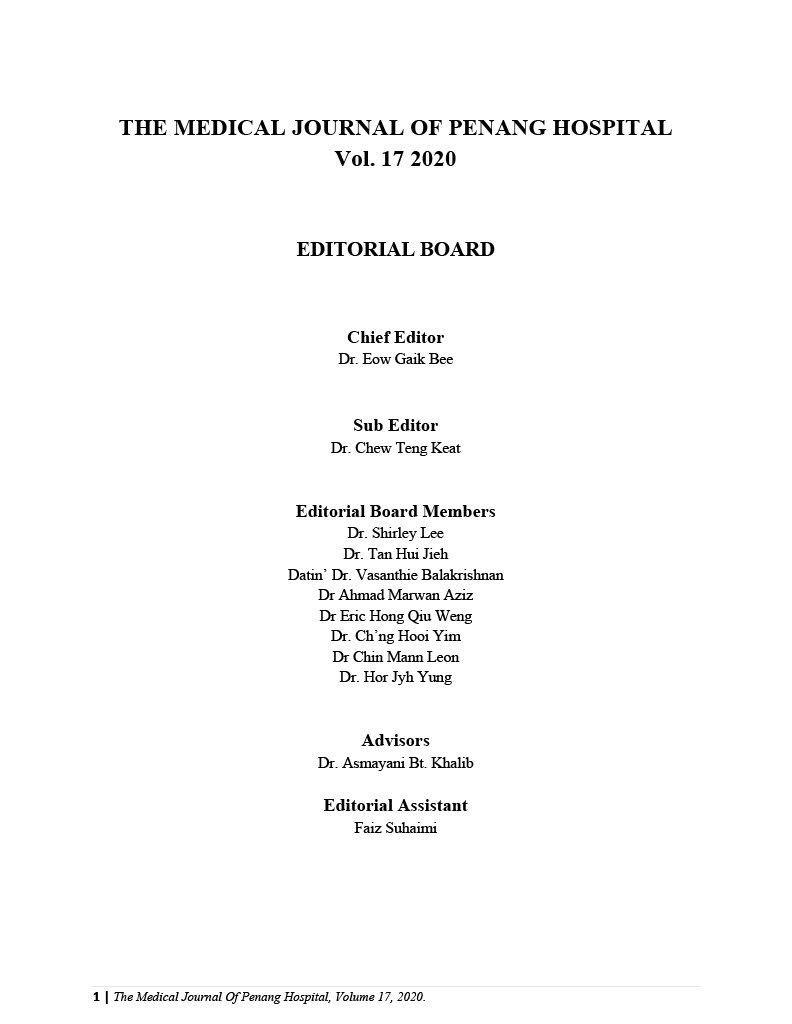 THE MEDICAL JOURNAL OF PENANG HOSPITAL
Vol. 17 2020
EDITORIAL BOARD
Chief Editor
Dr. Eow Gaik Bee
Sub Editor
Dr. Chew Teng Keat
Editorial Board Members
Dr. Shirley Lee
Dr. Tan Hui Jieh
Datin’ Dr. Vasanthie Balakrishnan
Dr Ahmad Marwan Aziz
Dr Eric Hong Qiu Weng
Dr. Ch’ng Hooi Yim
Dr Chin Mann Leon
Dr. Hor Jyh Yung
Advisors
Dr. Asmayani Bt. Khalib
Editorial Assistant
Faiz Suhaimi
1 | The Medical Journal Of Penang Hospital, Volume 17, 2020.